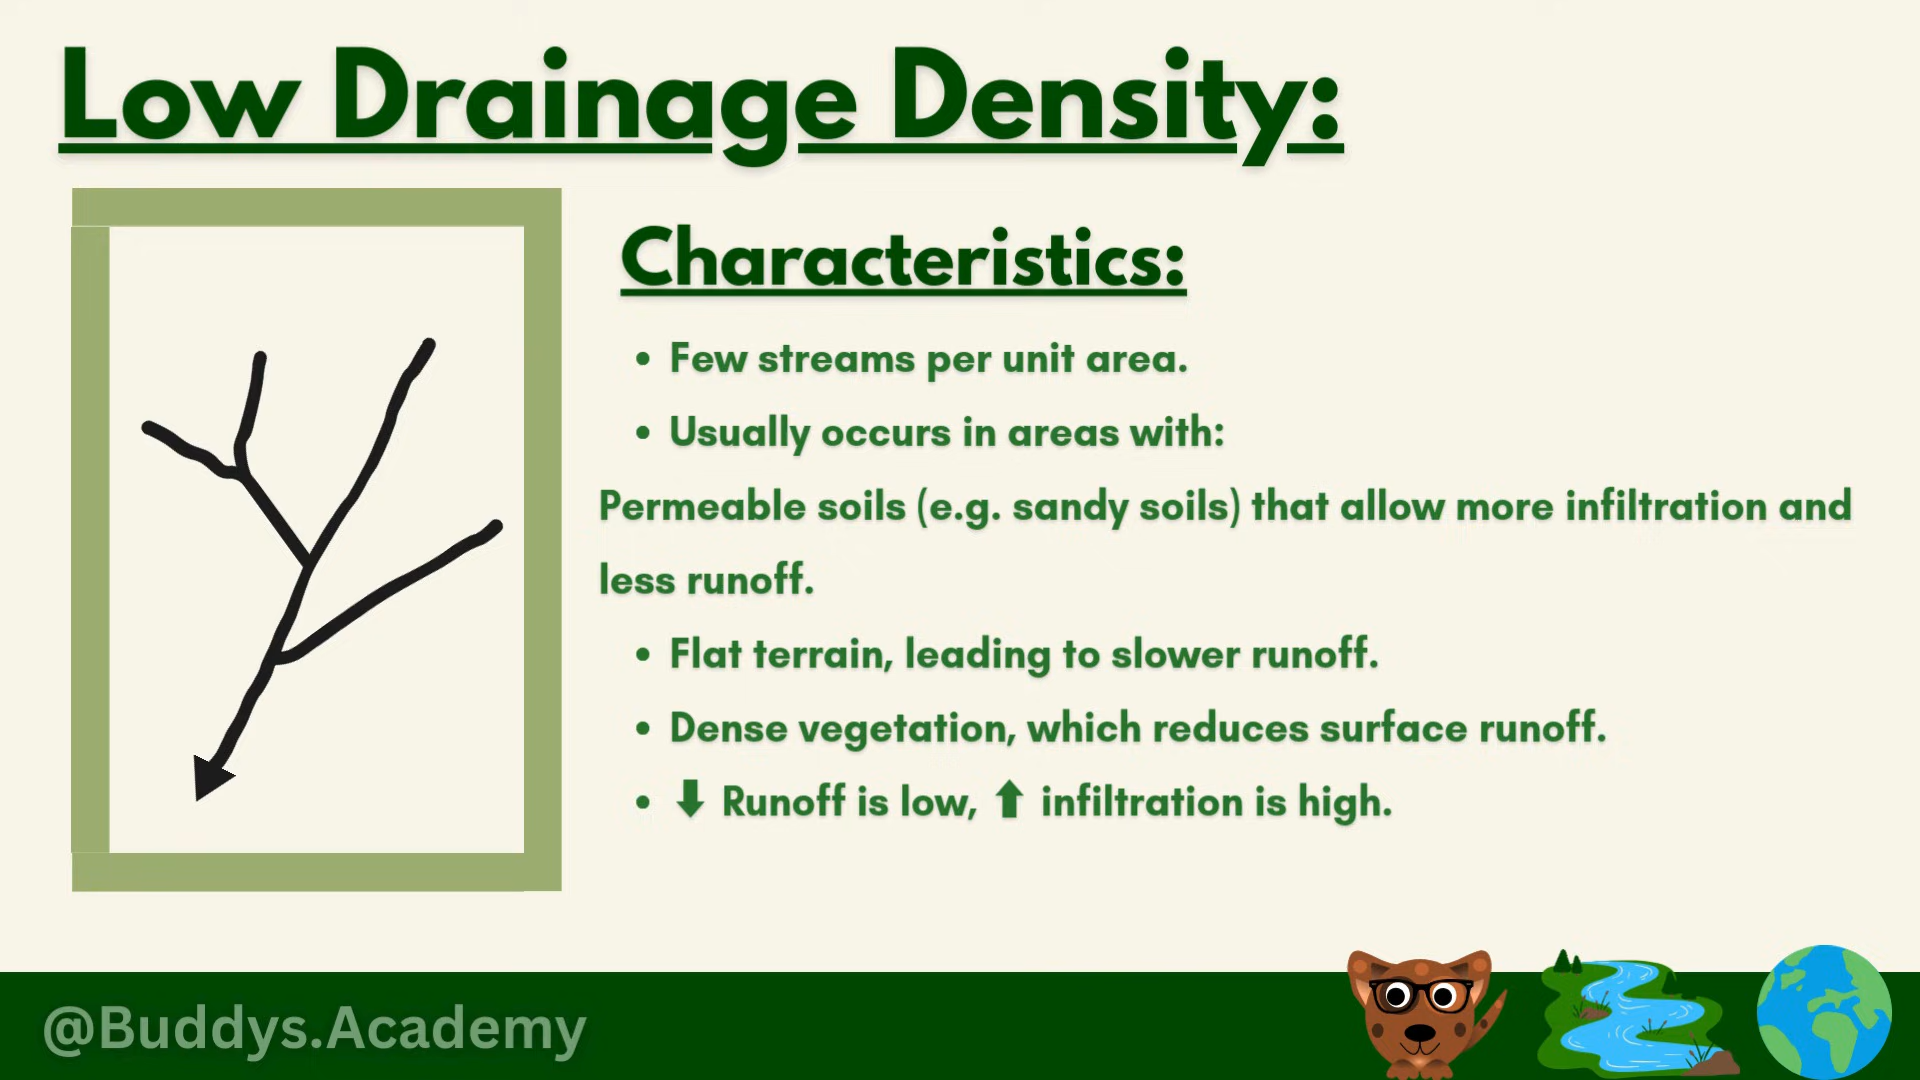 Low Drainage Density:
Characteristics:
• Few streams per unit area.
• Usually occurs in areas with:
Permeable soils (e.g. sandy soils) that allow more infiltration and
less runoff.
• Flat terrain, leading to slower runoff.
• Dense vegetation, which reduces surface runoff.
• ⬇ Runoff is low, ⬆ infiltration is high.
@Buddys.Academy